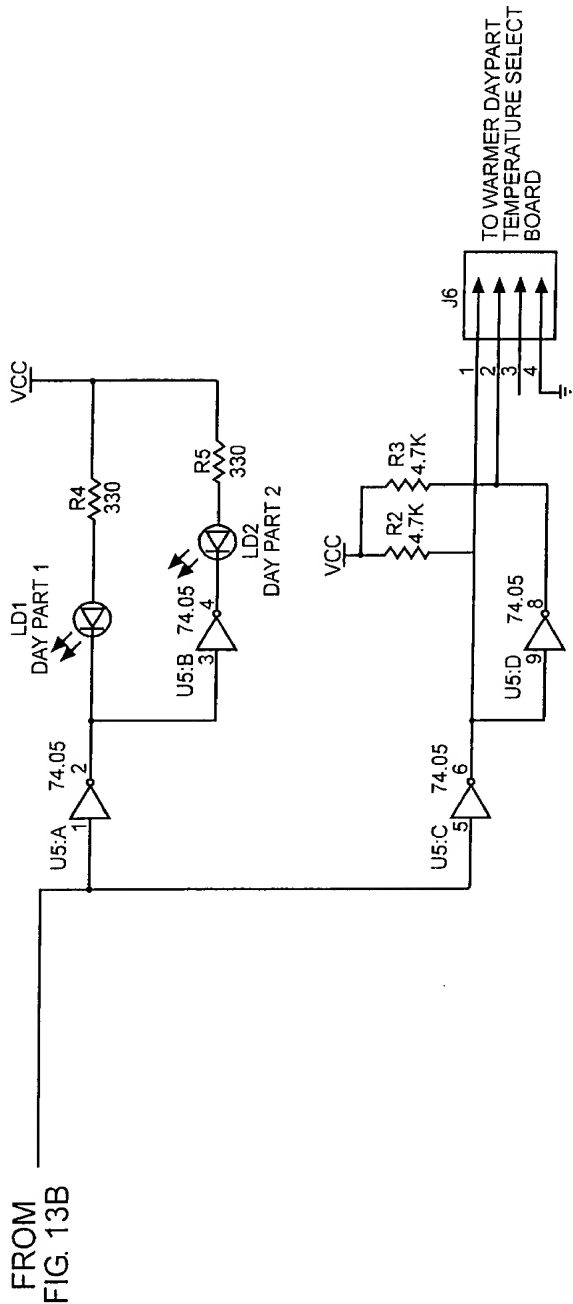 FROM
FIG. 13B
U5:A
1
74.05
2
LD1
DAY PART 1
R4
330
VCC
U5:B
3
74.05
4
LD2
DAY PART 2
R5
330
U5:C
5
74.05
6
U5:D
9
74.05
8
VCC
R2
4.7K
R3
4.7K
J6
1
2
3
4
TO WARMER DAYPART
TEMPERATURE SELECT
BOARD